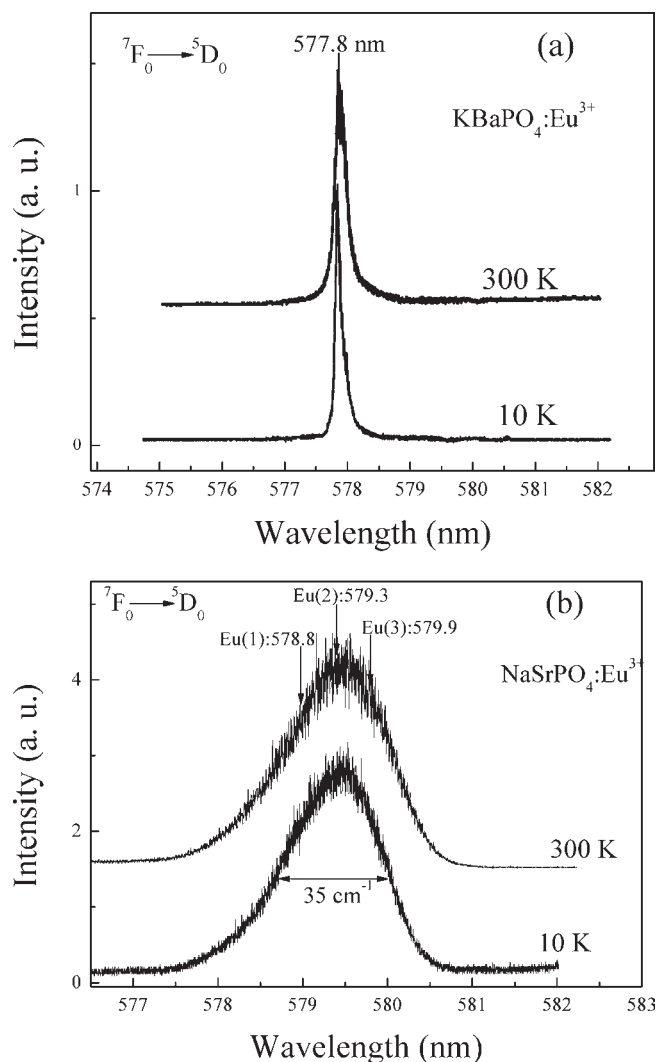 ⁷F₀→⁵D₀
577.8 nm
(a)
KBaPO₄:Eu³⁺
1
300 K
10 K
0
Intensity (a. u.)
574 575 576 577 578 579 580 581 582
Wavelength (nm)
⁷F₀→⁵D₀
Eu(2):579.3
(b)
Eu(1):578.8
Eu(3):579.9
NaSrPO₄:Eu³⁺
4
2
300 K
35 cm⁻¹
10 K
0
Intensity (a. u.)
577 578 579 580 581 582 583
Wavelength (nm)